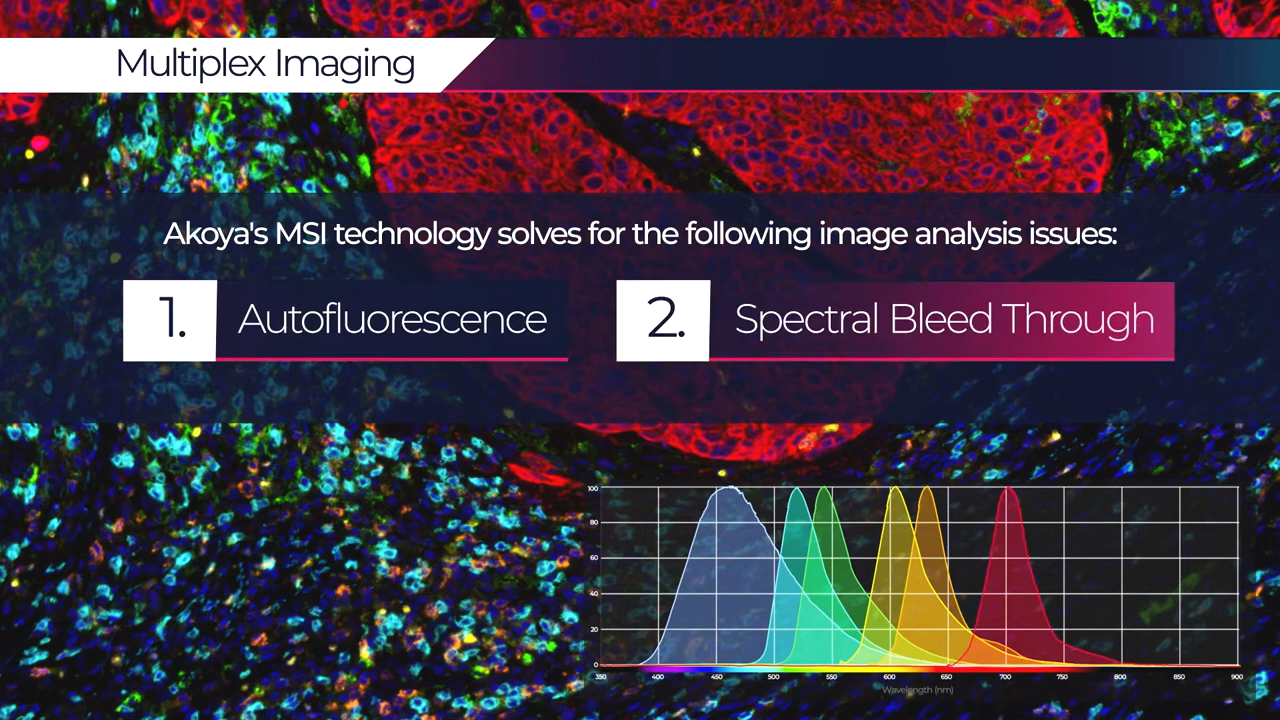 Multiplex Imaging
Akoya's MSI technology solves for the following image analysis issues:
1. Autofluorescence
2. Spectral Bleed Through
100
80
60
40
20
0
350 400 450 500 550 600 650 700 750 800 850 900
Wavelength (nm)